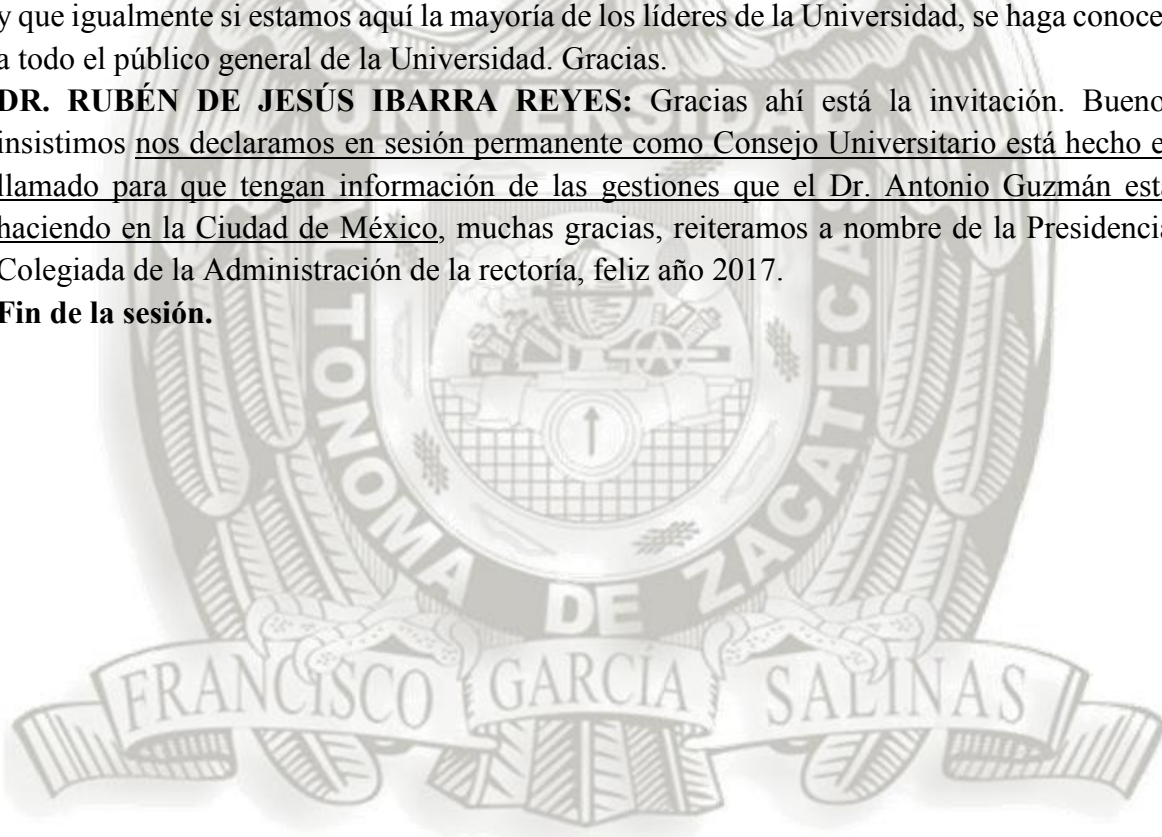 y que igualmente si estamos aquí la mayoría de los líderes de la Universidad, se haga conoce
a todo el público general de la Universidad. Gracias.
DR. RUBÉN DE JESÚS IBARRA REYES: Gracias ahí está la invitación. Bueno
insistimos nos declaramos en sesión permanente como Consejo Universitario está hecho e
llamado para que tengan información de las gestiones que el Dr. Antonio Guzmán est
haciendo en la Ciudad de México, muchas gracias, reiteramos a nombre de la Presidencia
Colegiada de la Administración de la rectoría, feliz año 2017.
Fin de la sesión.
UNIVERSIDAD
AUTONOMA DE ZACATECAS
FRANCISCO GARCÍA SALINAS